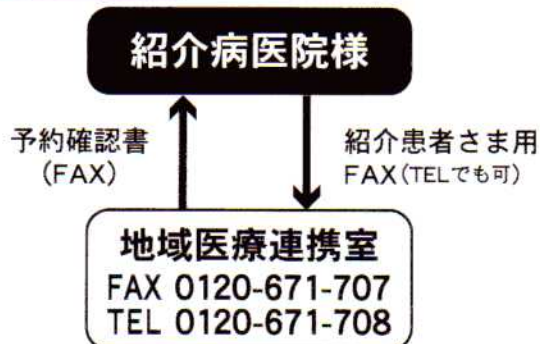 紹介病医院様
予約確認書
(FAX)
紹介患者さま用
FAX(TELでも可)
地域医療連携室
FAX 0120-671-707
TEL 0120-671-708